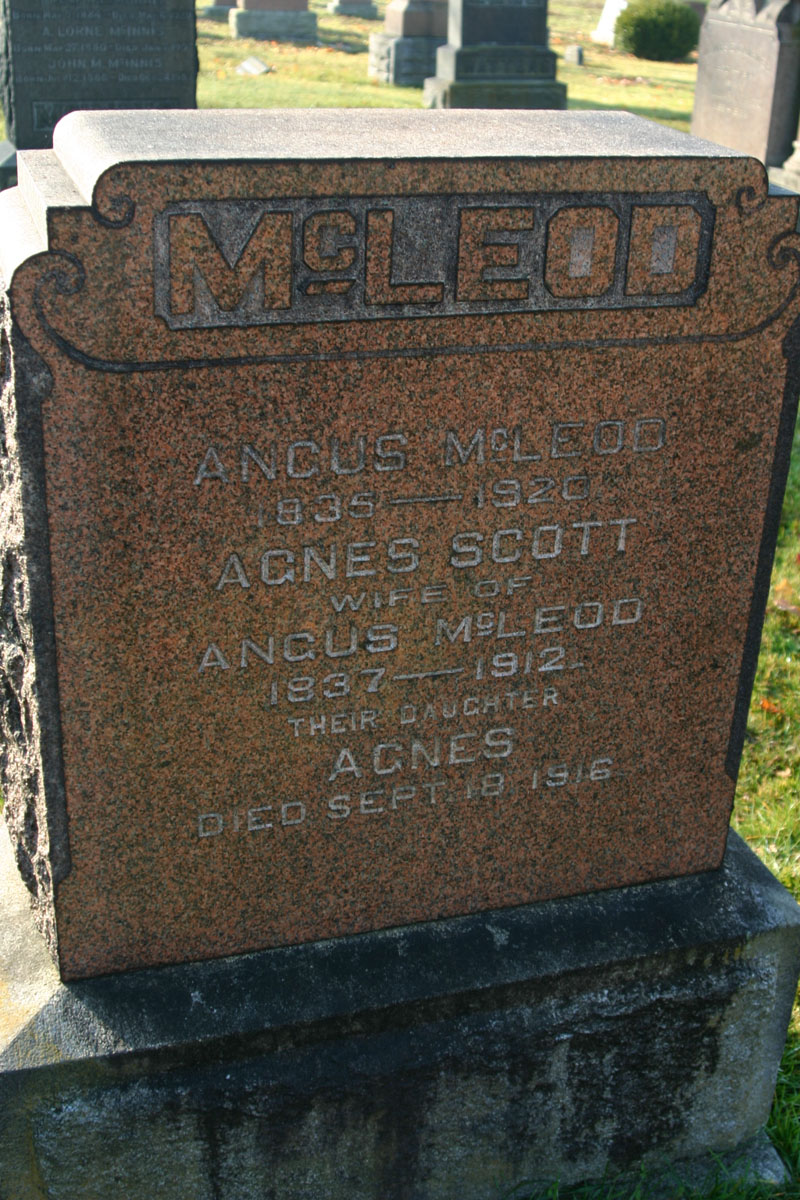 A. LORNE McINNIS
JOHN M. McINNIS
McLEOD
ANGUS McLEOD
1836 — 1920
AGNES SCOTT
WIFE OF
ANGUS McLEOD
1837 — 1912
THEIR DAUGHTER
AGNES
DIED SEPT. 18 1916